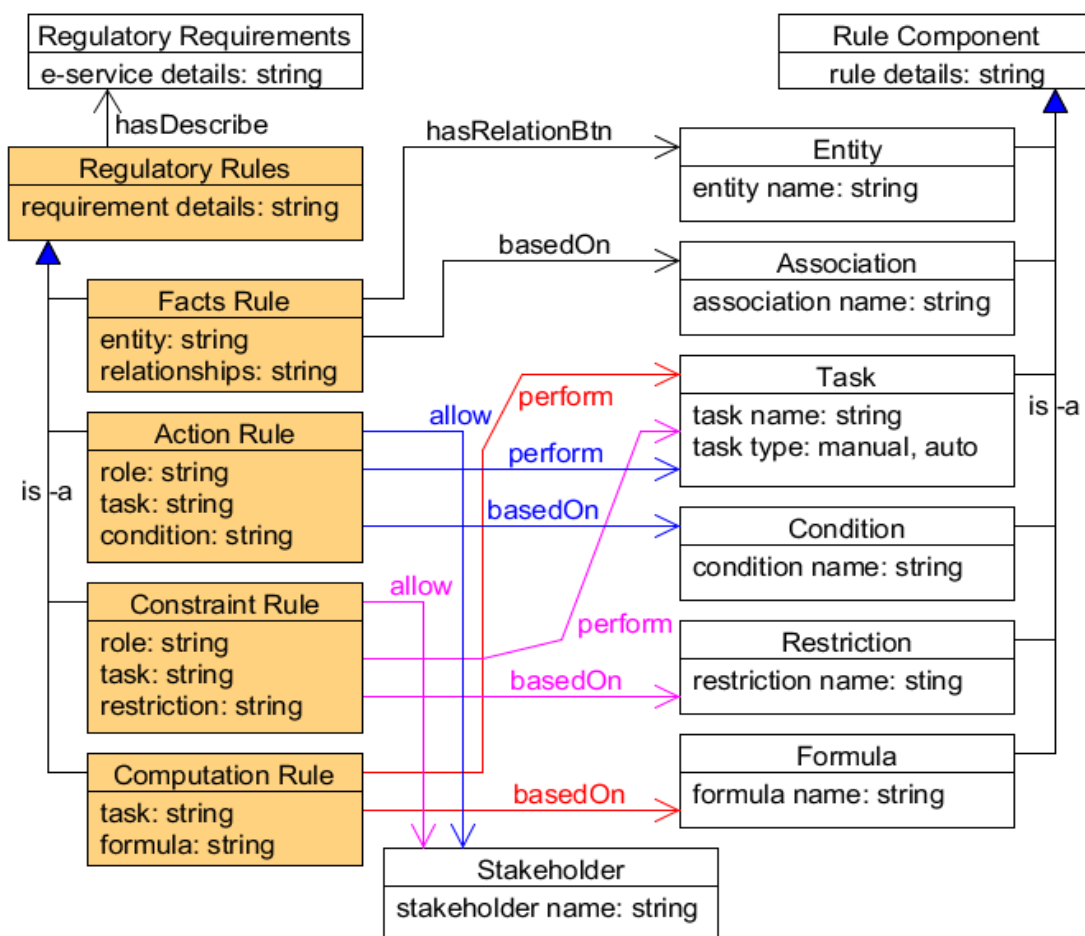 Regulatory Requirements
e-service details: string
hasDescribe
Regulatory Rules
requirement details: string
Facts Rule
entity: string
relationships: string
Action Rule
role: string
task: string
condition: string
is -a
Constraint Rule
role: string
task: string
restriction: string
Computation Rule
task: string
formula: string
hasRelationBtn
basedOn
perform
allow
perform
basedOn
allow
perform
basedOn
basedOn
Stakeholder
stakeholder name: string
Rule Component
rule details: string
Entity
entity name: string
Association
association name: string
Task
task name: string
task type: manual, auto
is -a
Condition
condition name: string
Restriction
restriction name: sting
Formula
formula name: string